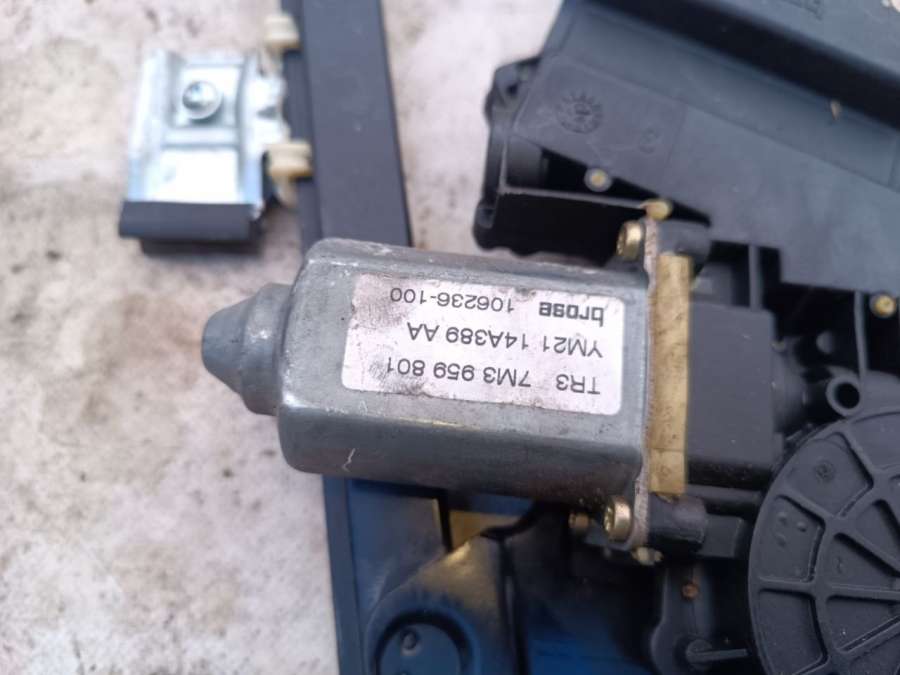 TR3 7M3 959 801
YM21 14A389 AA
brose 106236-100